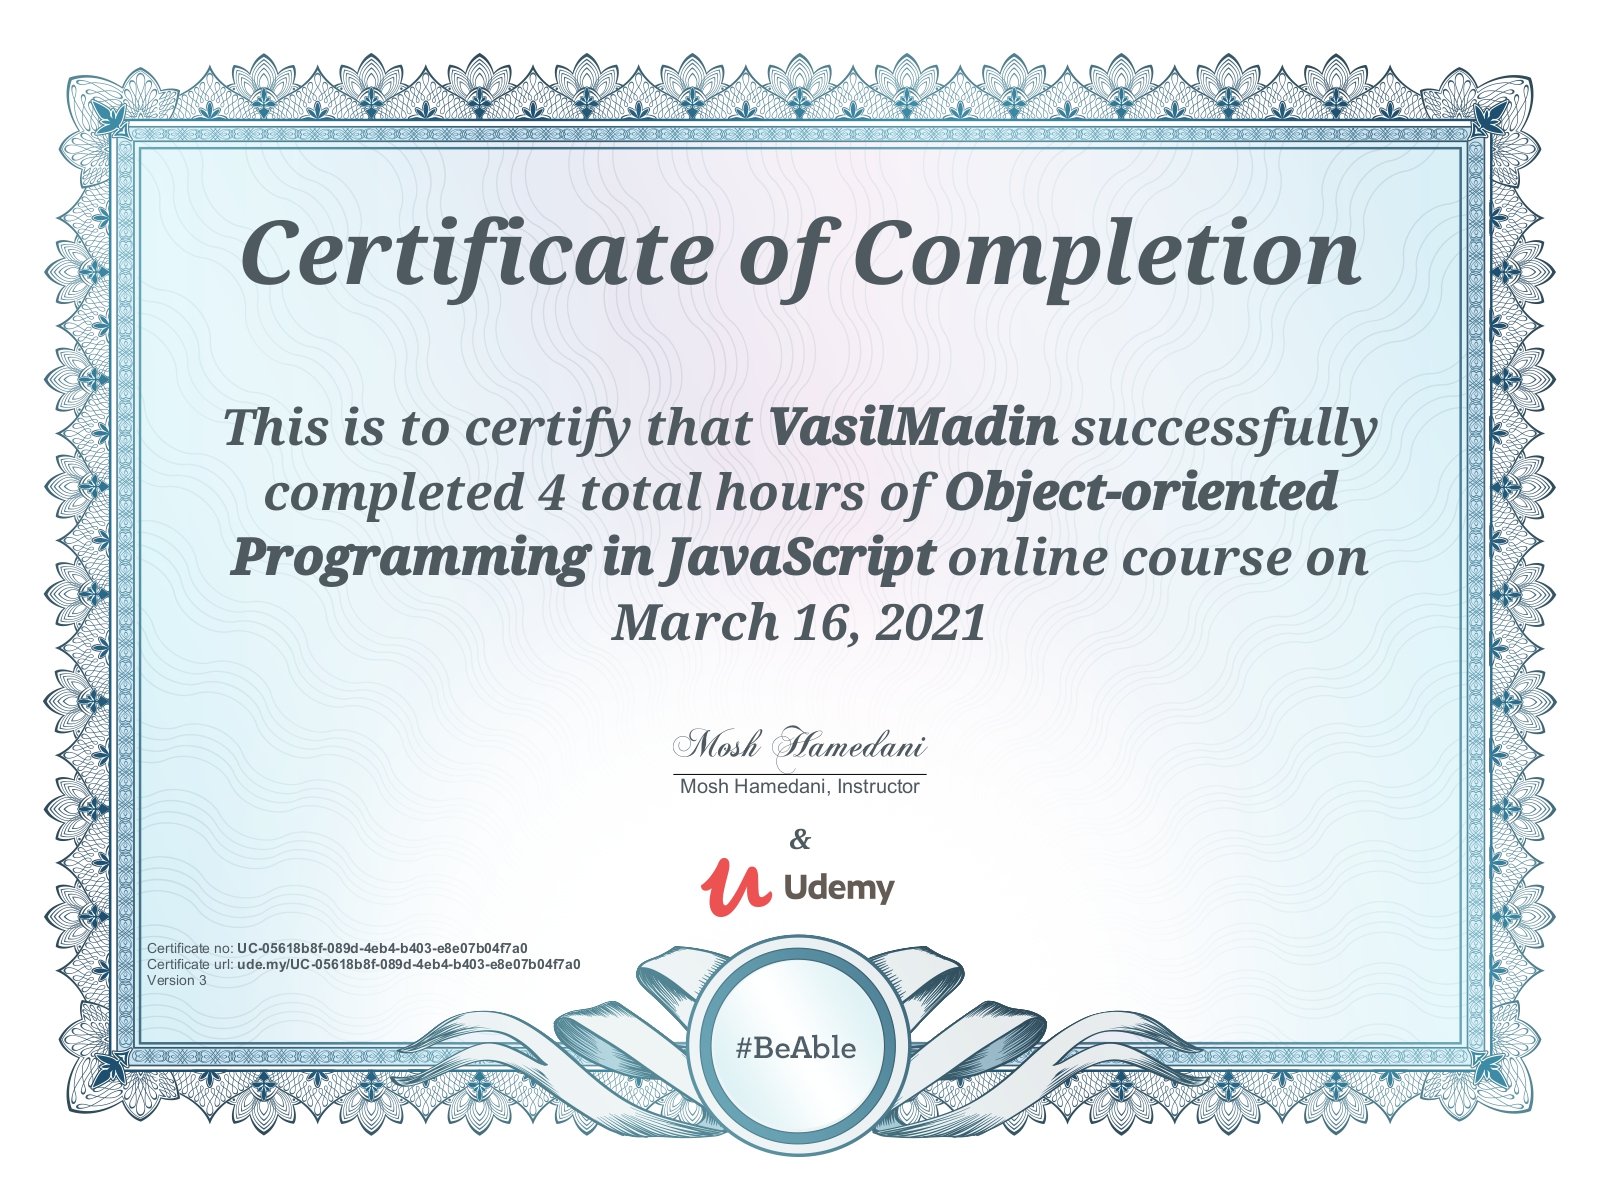 Certificate of Completion
This is to certify that VasilMadin successfully
completed 4 total hours of Object-oriented
Programming in JavaScript online course on
March 16, 2021
Mosh Hamedani
Mosh Hamedani, Instructor
&
Udemy
Certificate no: UC-05618b8f-089d-4eb4-b403-e8e07b04f7a0
Certificate url: ude.my/UC-05618b8f-089d-4eb4-b403-e8e07b04f7a0
Version 3
#BeAble